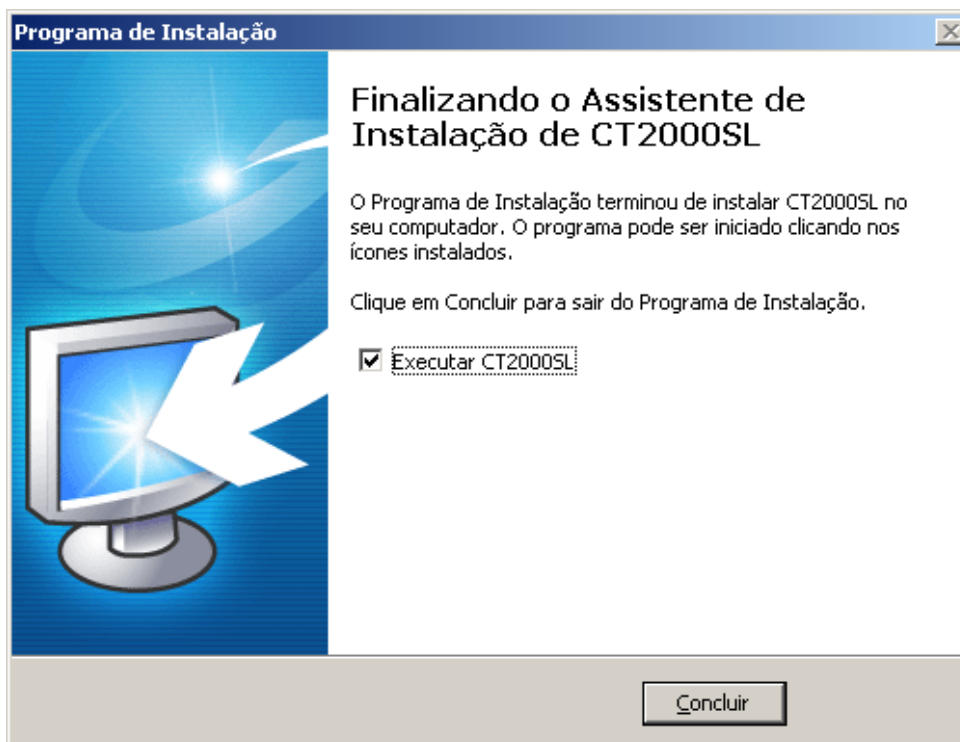 Programa de Instalação
Finalizando o Assistente de
Instalação de CT2000SL
O Programa de Instalação terminou de instalar CT2000SL no
seu computador. O programa pode ser iniciado clicando nos
ícones instalados.
Clique em Concluir para sair do Programa de Instalação.
Executar CT2000SL
Concluir